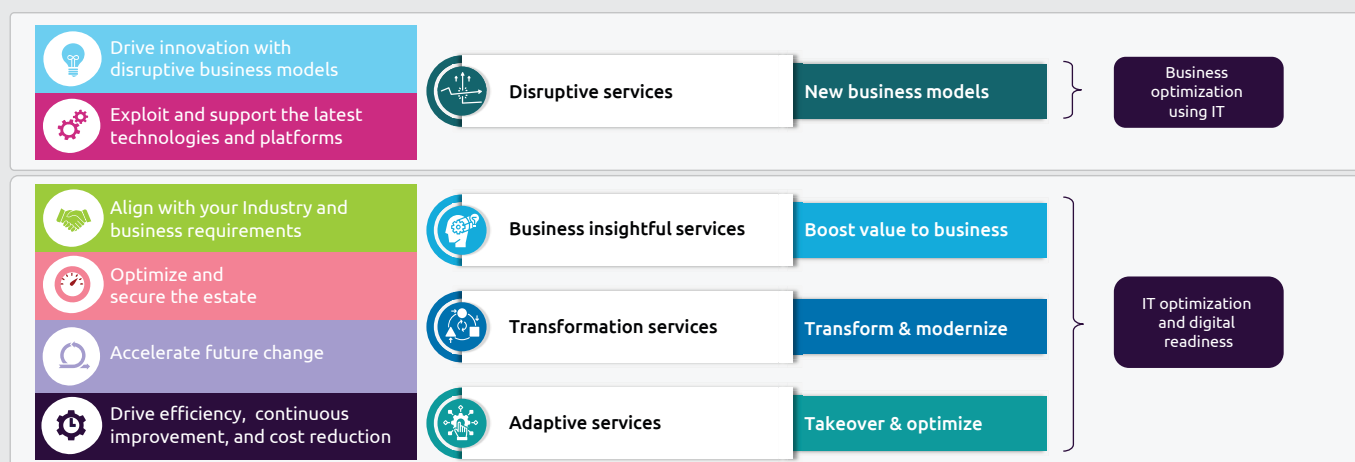 Drive innovation with
disruptive business models
Exploit and support the latest
technologies and platforms
Disruptive services
New business models
Business
optimization
using IT
Align with your Industry and
business requirements
Optimize and
secure the estate
Accelerate future change
Drive efficiency, continuous
improvement, and cost reduction
Business insightful services
Boost value to business
Transformation services
Transform & modernize
Adaptive services
Takeover & optimize
IT optimization
and digital
readiness